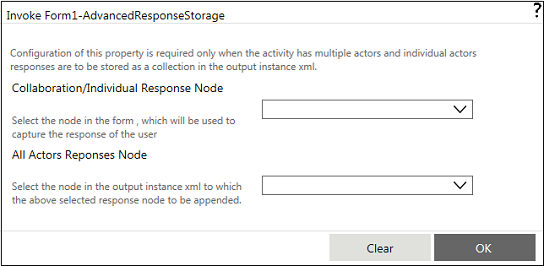 Invoke Form1-AdvancedResponseStorage
?
Configuration of this property is required only when the activity has multiple actors and individual actors
responses are to be stored as a collection in the output instance xml.
Collaboration/Individual Response Node
Select the node in the form , which will be used to
capture the response of the user
All Actors Reponses Node
Select the node in the output instance xml to which
the above selected response node to be appended.
Clear
OK